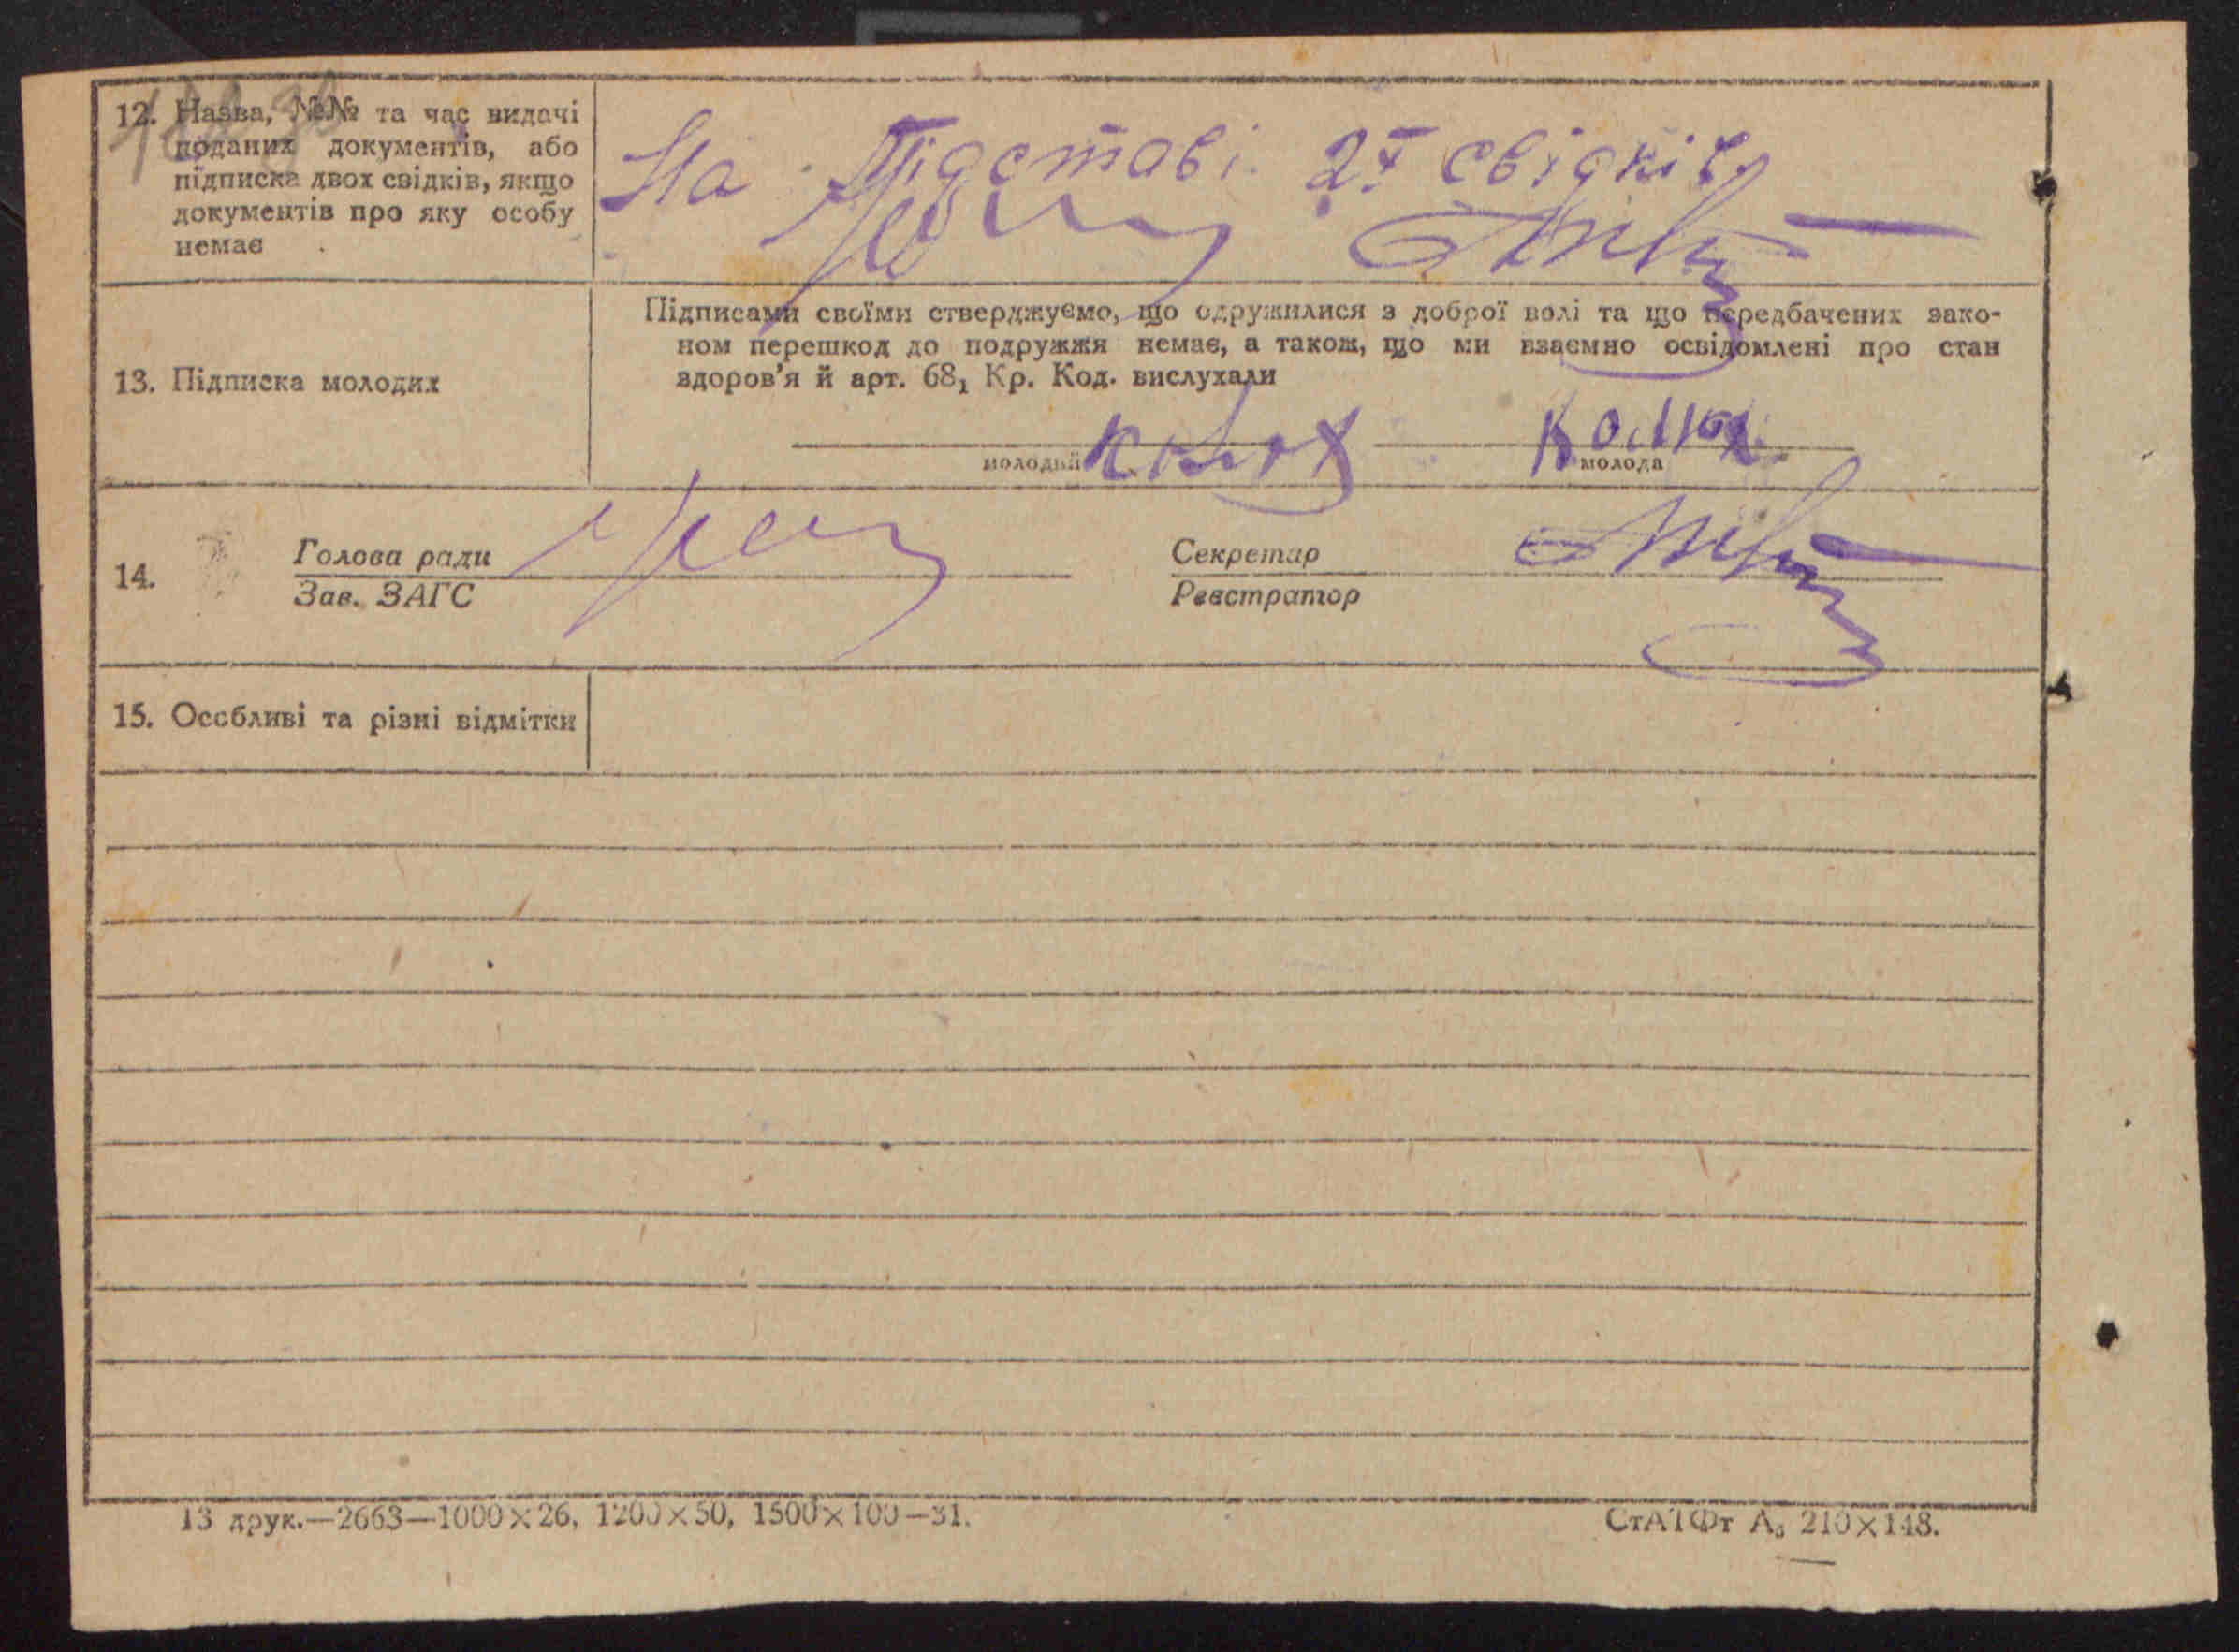 12. Назва, №№ та час видачі
поданих документів, або
підписка двох свідків, якщо
документів про яку особу
немає
На Підставі 2х свідків
13. Підписка молодих
Підписами своїми стверджуємо, що одружилися з доброї волі та що передбачених зако-
ном перешкод до подружжя немає, а також, що ми взаємно освідомлені про стан
здоров'я й арт. 68₁ Кр. Код. вислухали
молодий
молода
14.
Голова ради
Зав. ЗАГС
Секретар
Реєстратор
15. Особливі та різні відмітки
13 друк.—2663—1000×26, 1200×50, 1500×100—31.
СтАТФт А₅ 210×148.